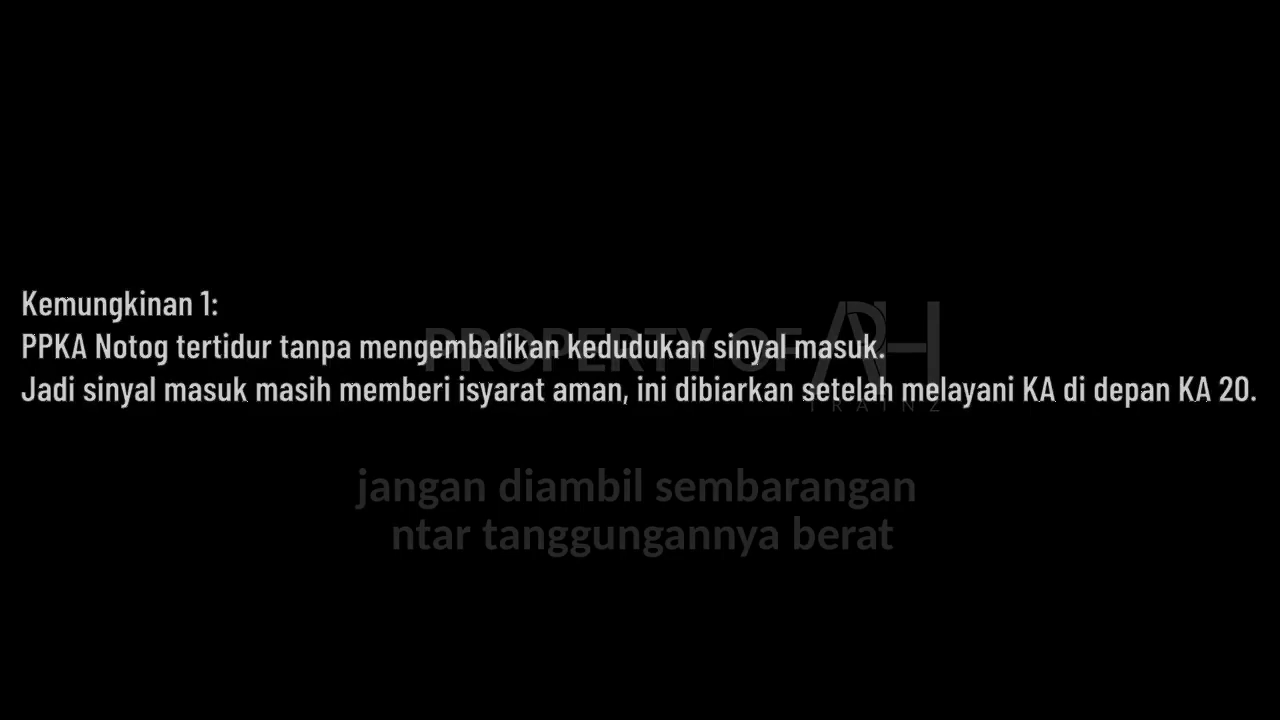 Kemungkinan 1:
PPKA Notog tertidur tanpa mengembalikan kedudukan sinyal masuk.
Jadi sinyal masuk masih memberi isyarat aman, ini dibiarkan setelah melayani KA di depan KA 20.
PROPERTY OF
TRAINZ
jangan diambil sembarangan
ntar tanggungannya berat